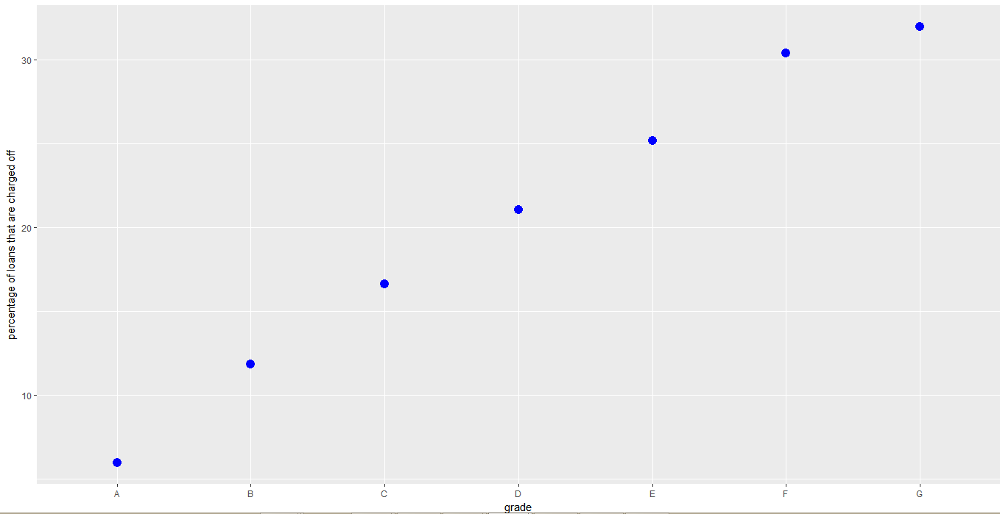 percentage of loans that are charged off
30
20
10
A B C D E F G
grade